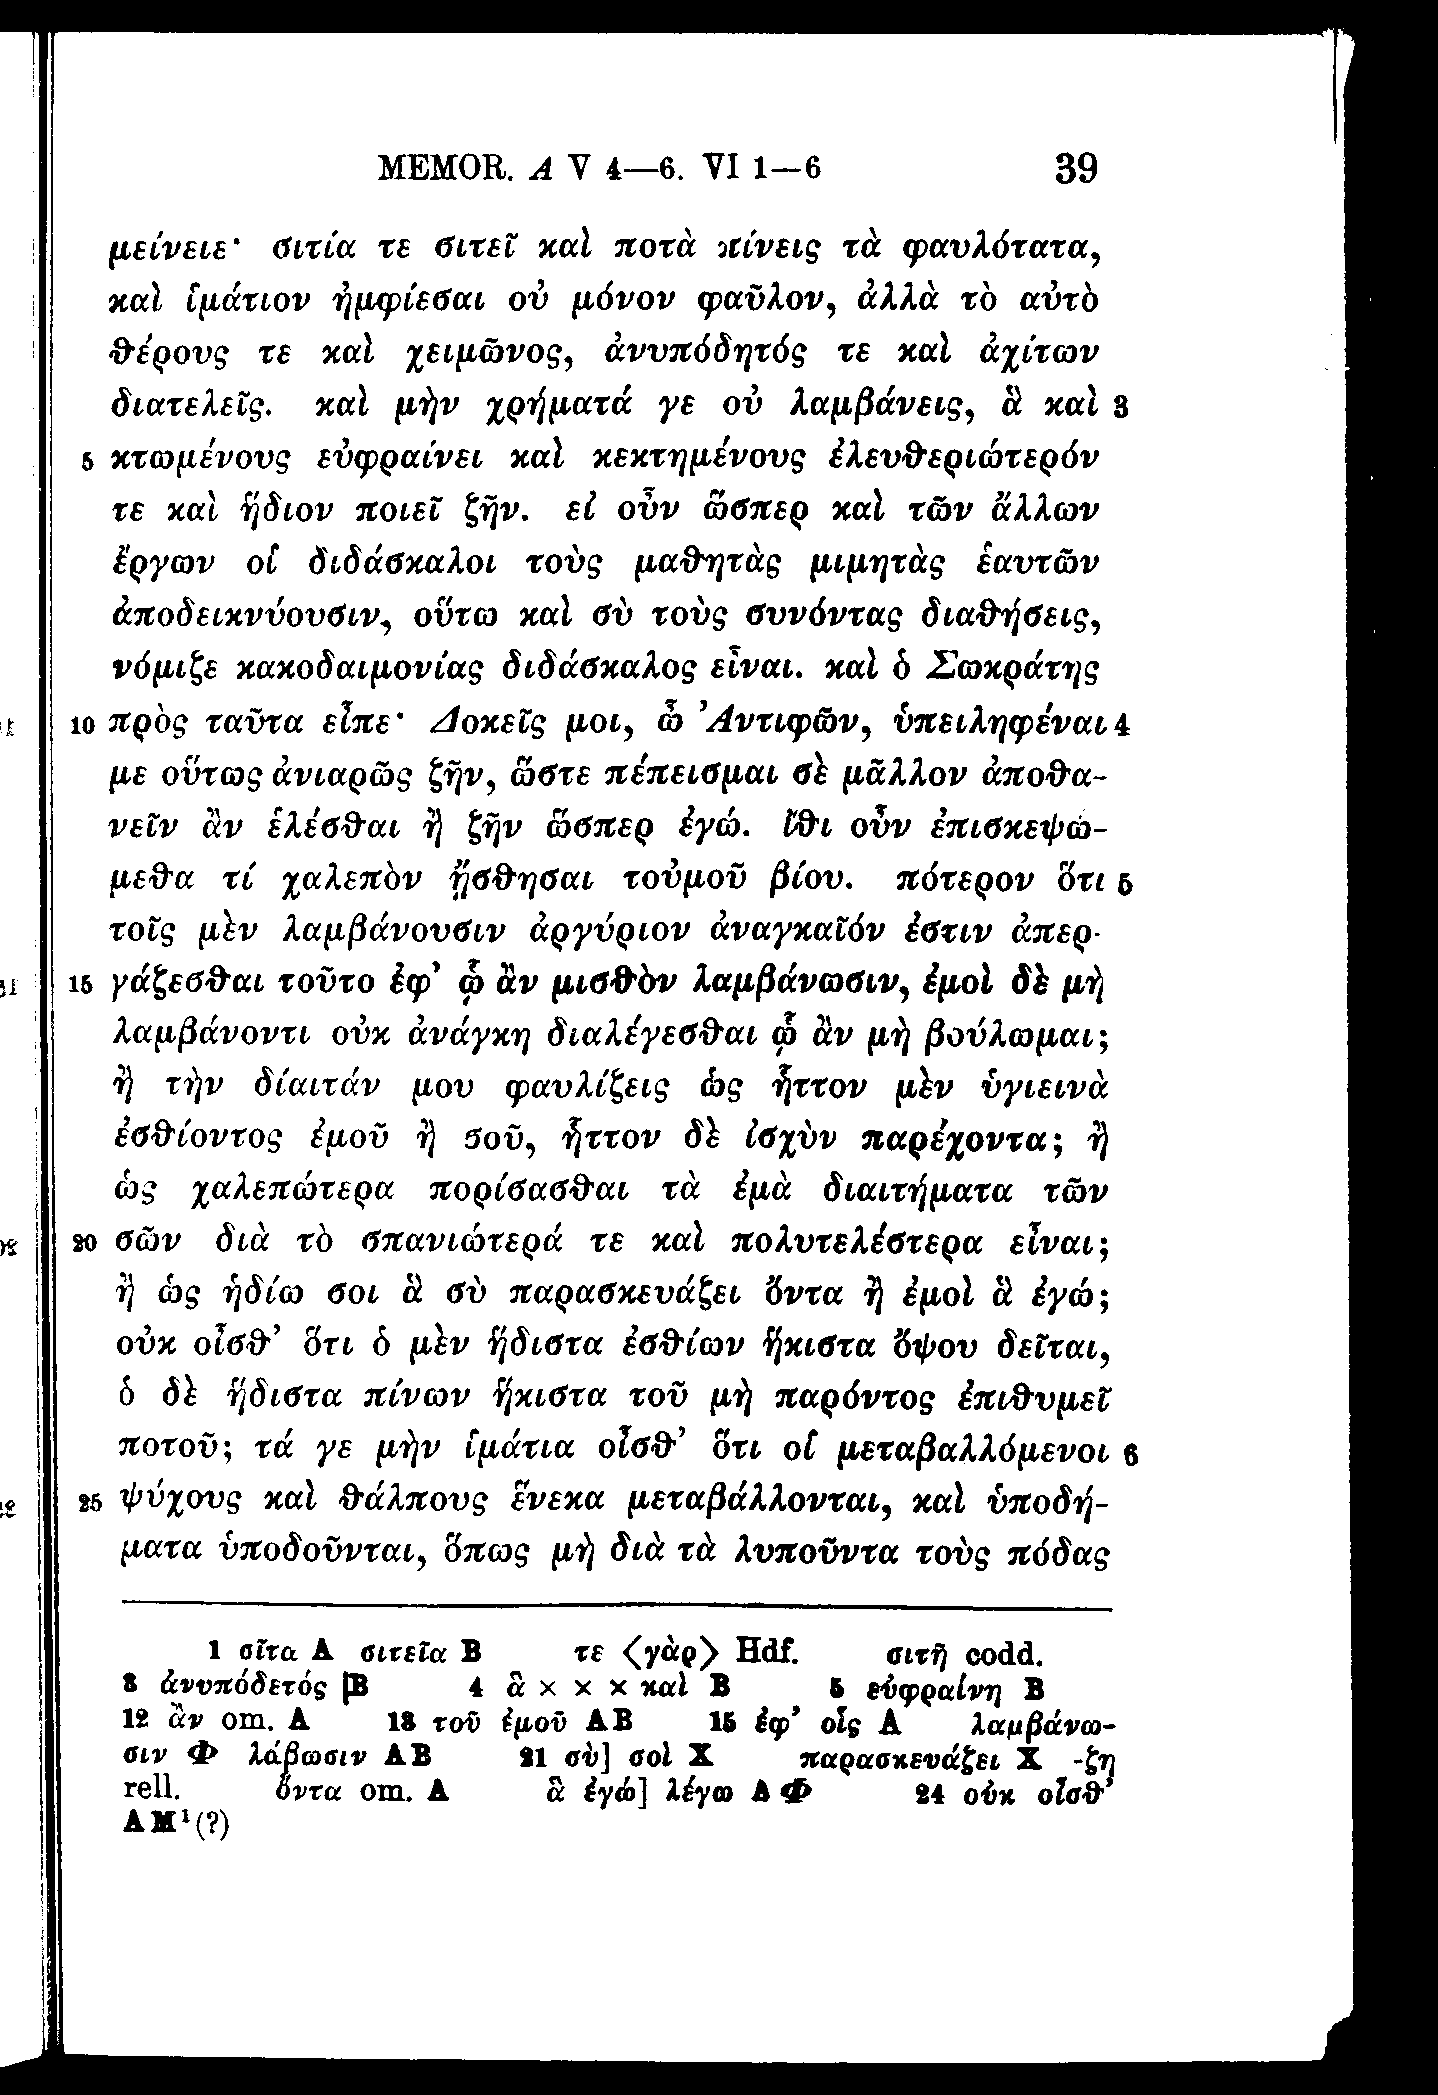 MEMOR. Α V 4—6. VI 1—6 39
μείνειε· σιτία τε σιτεῖ καὶ ποτὰ πίνεις τὰ φαυλότατα,
καὶ ἱμάτιον ἠμφίεσαι οὐ μόνον φαῦλον, ἀλλὰ τὸ αὐτὸ
θέρους τε καὶ χειμῶνος, ἀνυπόδητός τε καὶ ἀχίτων
διατελεῖς. καὶ μὴν χρήματά γε οὐ λαμβάνεις, ἃ καὶ 3
5 κτωμένους εὐφραίνει καὶ κεκτημένους ἐλευθεριώτερόν
τε καὶ ἥδιον ποιεῖ ζῆν. εἰ οὖν ὥσπερ καὶ τῶν ἄλλων
ἔργων οἱ διδάσκαλοι τοὺς μαθητὰς μιμητὰς ἑαυτῶν
ἀποδεικνύουσιν, οὕτω καὶ σὺ τοὺς συνόντας διαθήσεις,
νόμιζε κακοδαιμονίας διδάσκαλος εἶναι. καὶ ὁ Σωκράτης
10 πρὸς ταῦτα εἶπε· Δοκεῖς μοι, ὦ Ἀντιφῶν, ὑπειληφέναι 4
με οὕτως ἀνιαρῶς ζῆν, ὥστε πέπεισμαι σὲ μᾶλλον ἀποθα-
νεῖν ἂν ἑλέσθαι ἢ ζῆν ὥσπερ ἐγώ. ἴθι οὖν ἐπισκεψώ-
μεθα τί χαλεπὸν ᾔσθησαι τοὐμοῦ βίου. πότερον ὅτι 5
τοῖς μὲν λαμβάνουσιν ἀργύριον ἀναγκαῖόν ἐστιν ἀπερ-
15 γάζεσθαι τοῦτο ἐφ’ ᾧ ἂν μισθὸν λαμβάνωσιν, ἐμοὶ δὲ μὴ
λαμβάνοντι οὐκ ἀνάγκη διαλέγεσθαι ᾧ ἂν μὴ βούλωμαι;
ἢ τὴν δίαιτάν μου φαυλίζεις ὡς ἧττον μὲν ὑγιεινὰ
ἐσθίοντος ἐμοῦ ἢ σοῦ, ἧττον δὲ ἰσχὺν παρέχοντα; ἢ
ὡς χαλεπώτερα πορίσασθαι τὰ ἐμὰ διαιτήματα τῶν
20 σῶν διὰ τὸ σπανιώτερά τε καὶ πολυτελέστερα εἶναι;
ἢ ὡς ἡδίω σοι ἃ σὺ παρασκευάζει ὄντα ἢ ἐμοὶ ἃ ἐγώ;
οὐκ οἶσθ’ ὅτι ὁ μὲν ἥδιστα ἐσθίων ἥκιστα ὄψου δεῖται,
ὁ δὲ ἥδιστα πίνων ἥκιστα τοῦ μὴ παρόντος ἐπιθυμεῖ
ποτοῦ; τά γε μὴν ἱμάτια οἶσθ’ ὅτι οἱ μεταβαλλόμενοι 6
25 ψύχους καὶ θάλπους ἕνεκα μεταβάλλονται, καὶ ὑποδή-
ματα ὑποδοῦνται, ὅπως μὴ διὰ τὰ λυποῦντα τοὺς πόδας
1 σῖτα A σιτεῖα B τε ⟨γὰρ⟩ Hdf. σιτῇ codd.
3 ἀνυπόδετός |B 4 ἃ × × × καὶ B 5 εὐφραίνη B
12 ἂν om. A 13 τοῦ ἐμοῦ AB 15 ἐφ’ οἷς A λαμβάνω-
σιν Φ λάβωσιν AB 21 σὺ] σοὶ X παρασκευάζει X -ζῃ
rell. ὄντα om. A ἃ ἐγώ] λέγω AΦ 24 οὐκ οἶσθ’
AM¹(?)